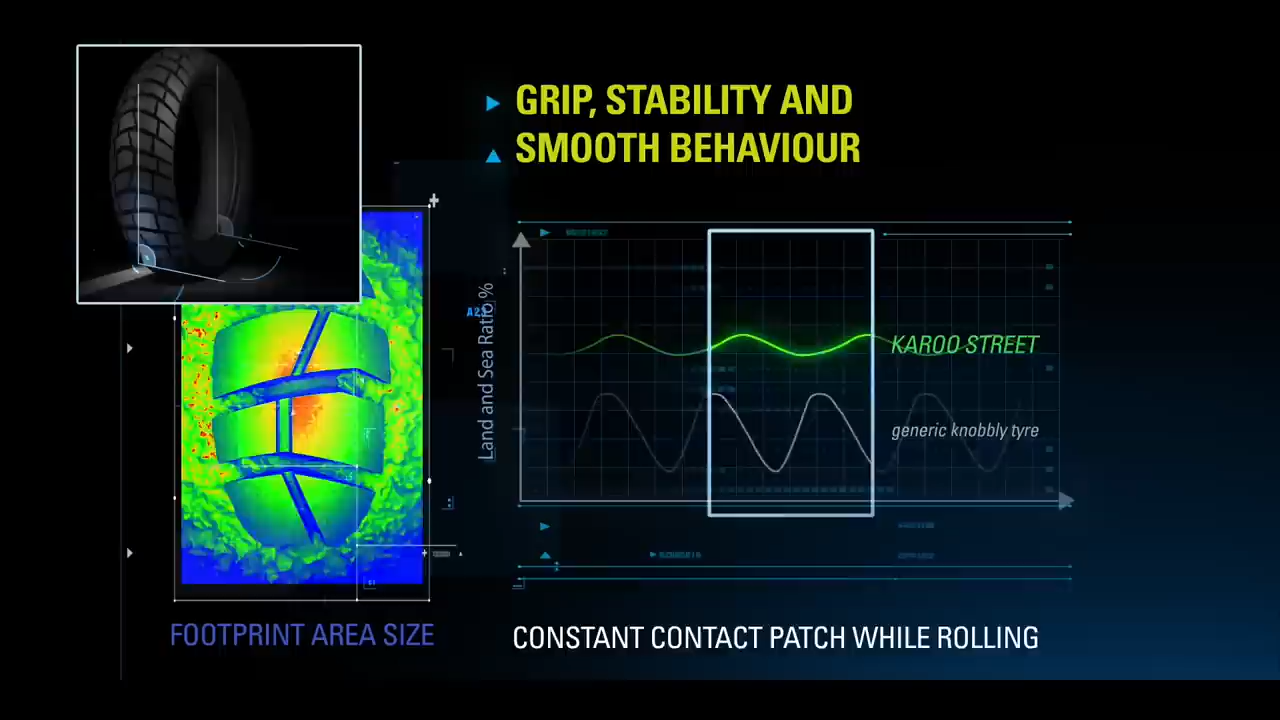 GRIP, STABILITY AND
SMOOTH BEHAVIOUR
Land and Sea Ratio %
KAROO STREET
generic knobbly tyre
FOOTPRINT AREA SIZE
CONSTANT CONTACT PATCH WHILE ROLLING